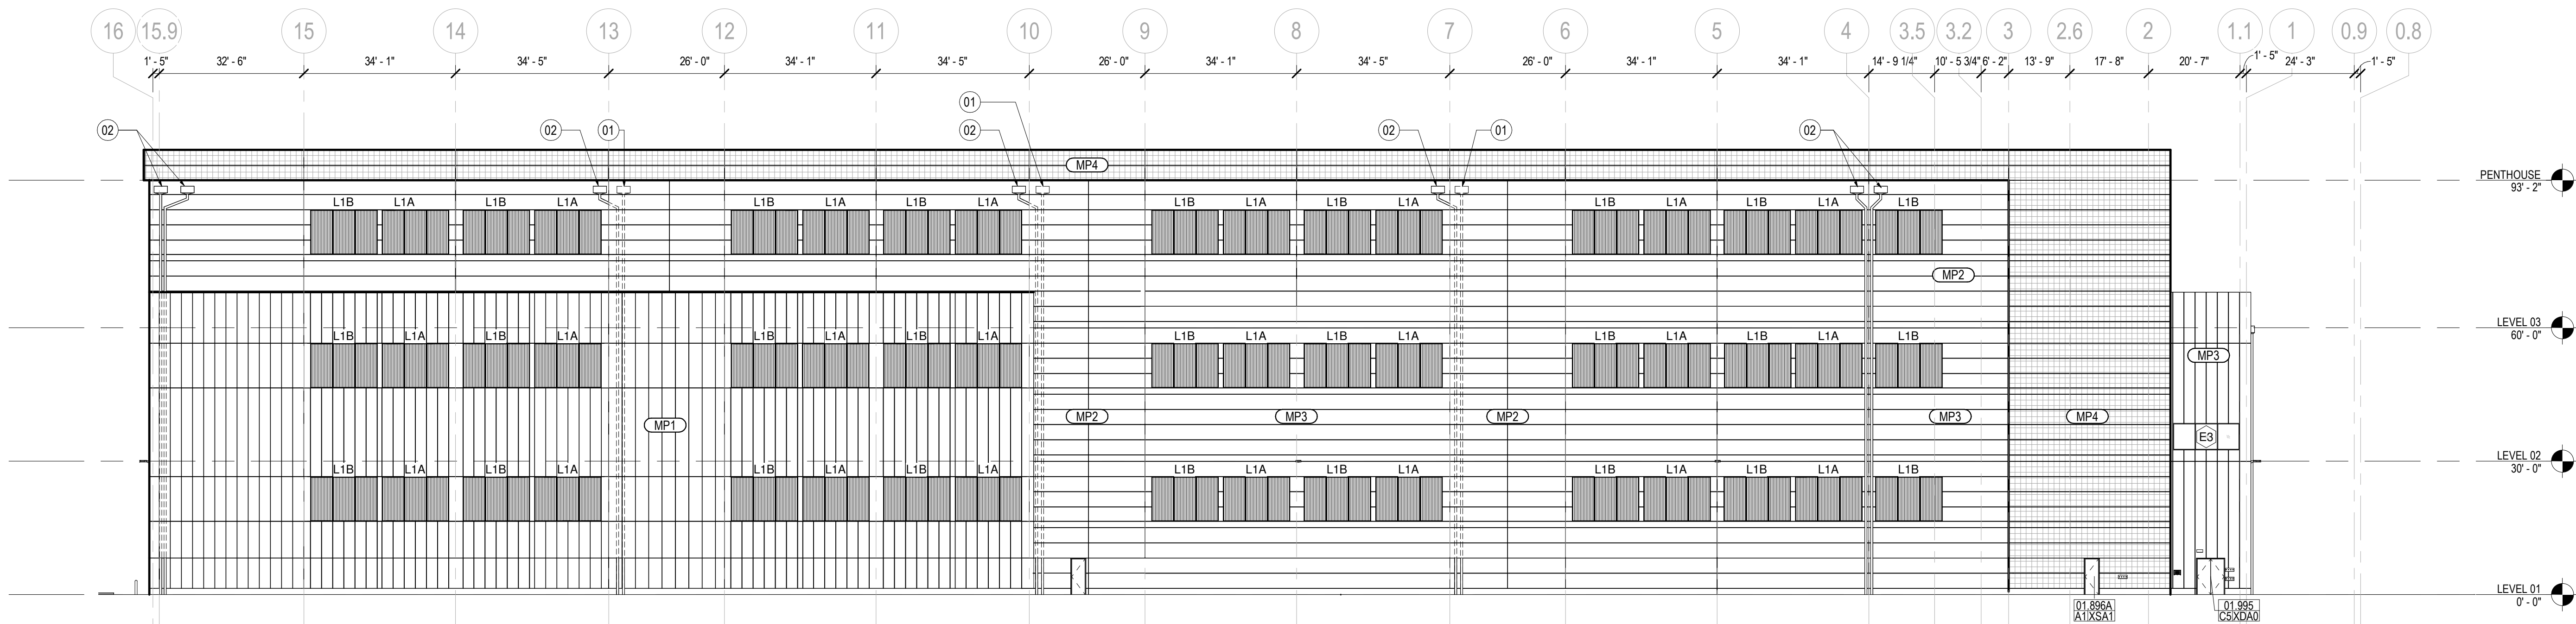 16 15.9 15 14 13 12 11 10 9 8 7 6 5 4 3.5 3.2 3 2.6 2 1.1 1 0.9 0.8
1' - 5" 32' - 6" 34' - 1" 34' - 5" 26' - 0" 34' - 1" 34' - 5" 26' - 0" 34' - 1" 34' - 5" 26' - 0" 34' - 1" 34' - 1" 14' - 9 1/4" 10' - 5 3/4" 6' - 2" 13' - 9" 17' - 8" 20' - 7" 1' - 5" 24' - 3" 1' - 5"
01
02 02 01 02 02 01 02
MP4
PENTHOUSE
93' - 2"
L1B L1A L1B L1A L1B L1A L1B L1A L1B L1A L1B L1A L1B L1A L1B L1A L1B
MP2
LEVEL 03
60' - 0"
L1B L1A L1B L1A L1B L1A L1B L1A L1B L1A L1B L1A L1B L1A L1B L1A L1B
MP3
MP1 MP2 MP3 MP2 MP3 MP4
E3
LEVEL 02
30' - 0"
L1B L1A L1B L1A L1B L1A L1B L1A L1B L1A L1B L1A L1B L1A L1B L1A L1B
LEVEL 01
0' - 0"
01.896A
A1 XSA1
01.995
C5 XDA0